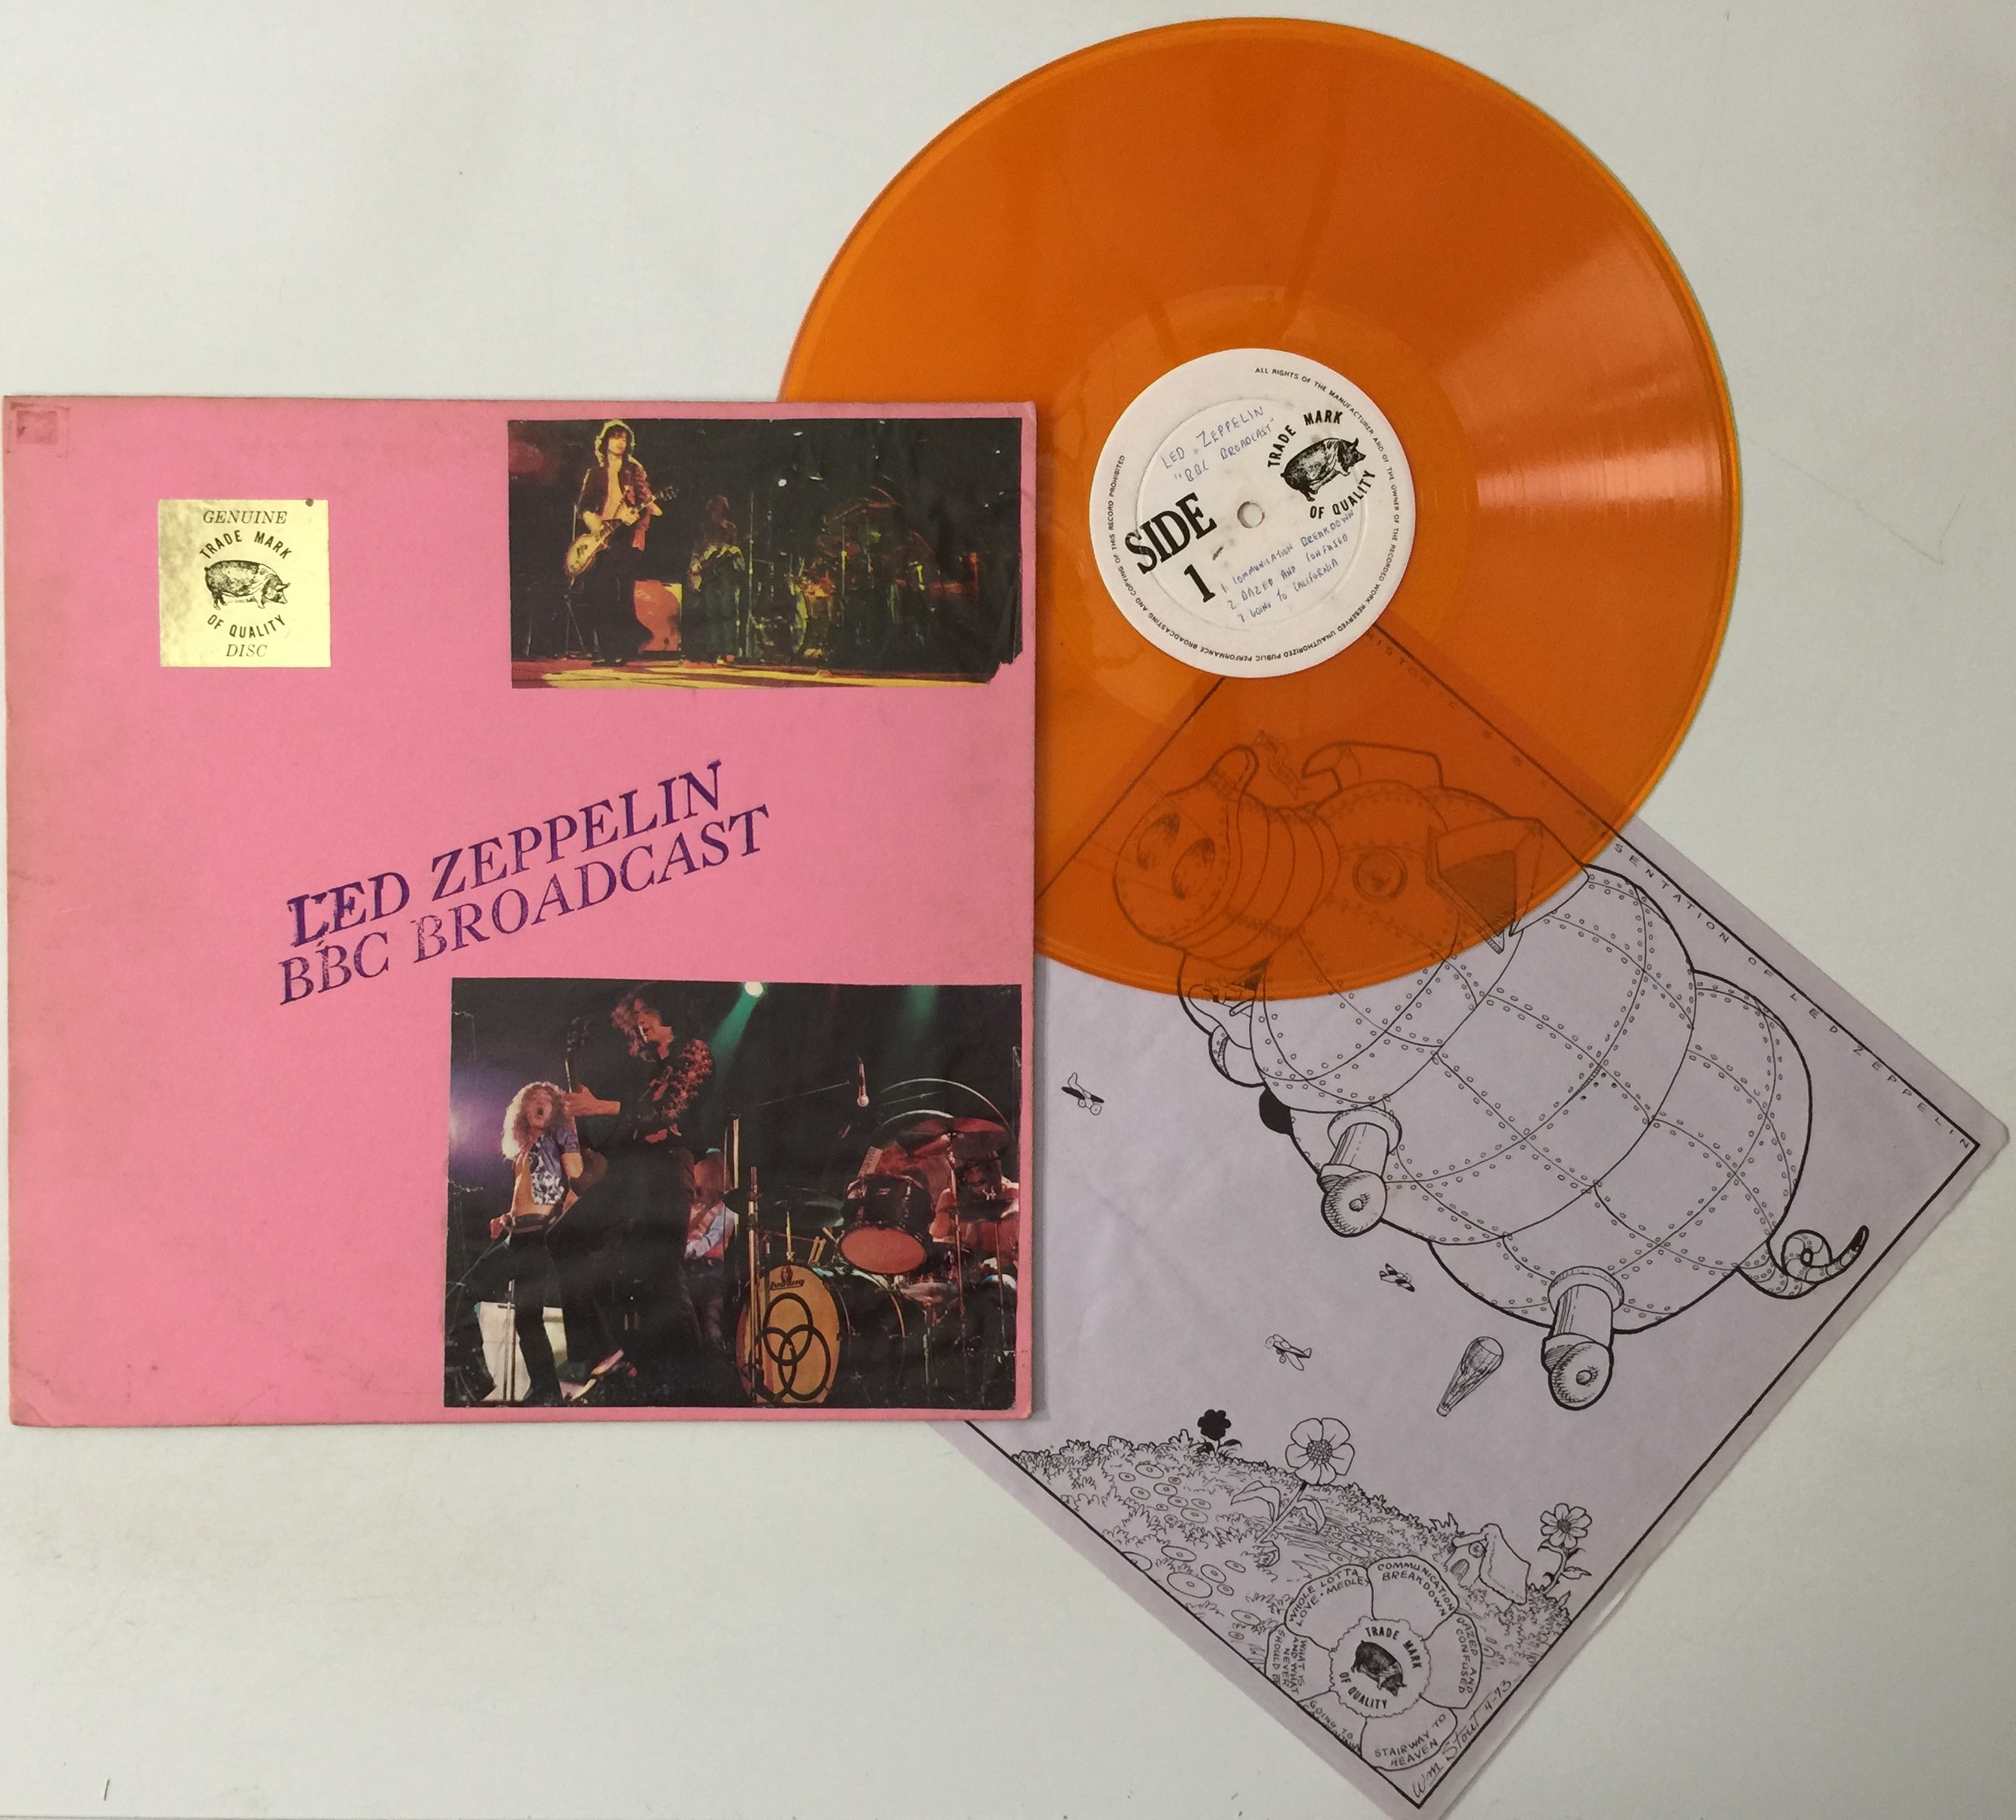 GENUINE
TRADE MARK
OF QUALITY
DISC
LED ZEPPELIN
BBC BROADCAST
Ludwig
ALL RIGHTS OF THE MANUFACTURER AND OF THE OWNER OF THE RECORDED WORK RESERVED UNAUTHORIZED PUBLIC PERFORMANCE BROADCASTING AND COPYING OF THIS RECORD PROHIBITED
LED ZEPPELIN
"BBC BROADCAST"
TRADE MARK
OF QUALITY
SIDE
1
1 COMMUNICATION BREAKDOWN
2 DAZED AND CONFUSED
3 GOING TO CALIFORNIA
SENTATION OF LED ZEPPELIN
WHOLE LOTTA
LOVE · MEDLEY
COMMUNICATION
BREAKDOWN
DAZED AND
CONFUSED
STAIRWAY TO
HEAVEN
GOING TO
WHAT IS
AND WHAT
NEVER
SHOULD BE
TRADE MARK
OF QUALITY
Wm Stout 4-73